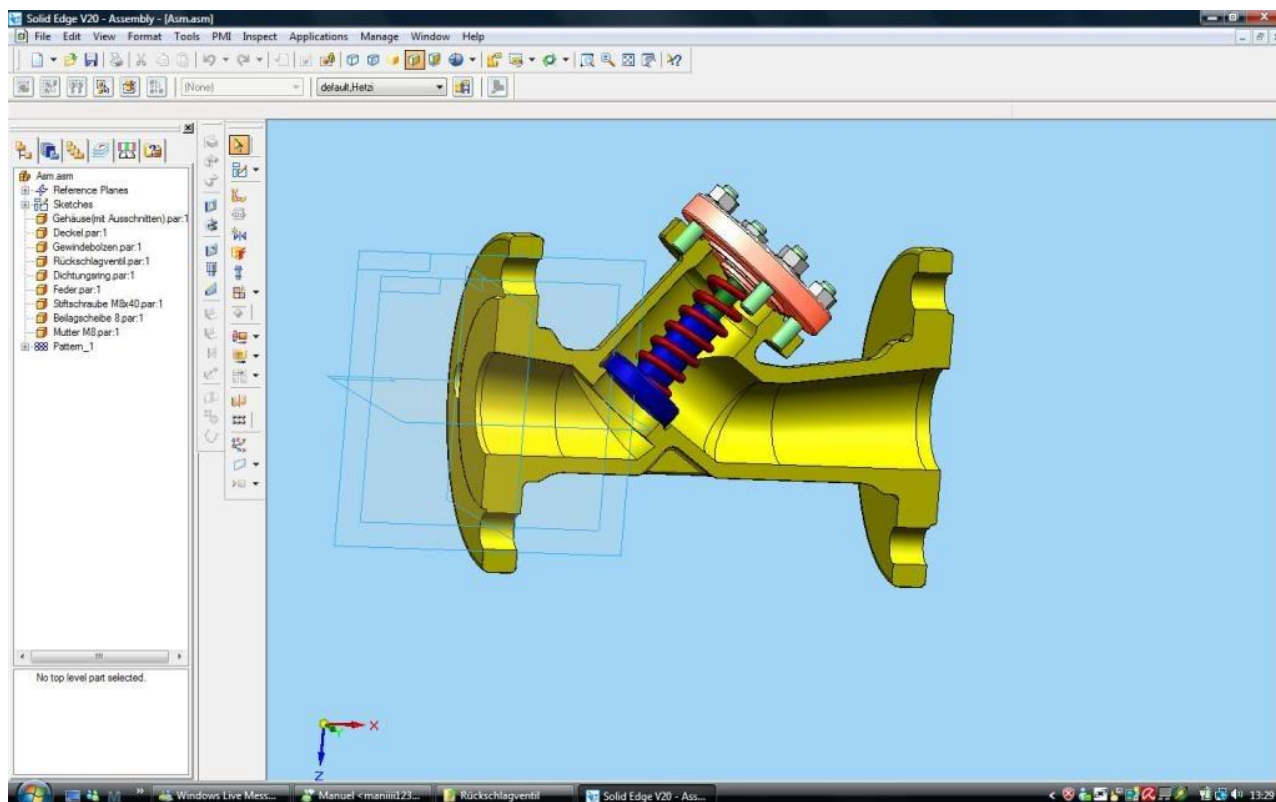 Solid Edge V20 - Assembly - [Asm.asm]
File Edit View Format Tools PMI Inspect Applications Manage Window Help
(None) default,Hetzi
Asm.asm
Reference Planes
Sketches
Gehäuse(mit Ausschnitten).par:1
Deckel.par:1
Gewindebolzen.par:1
Rückschlagventil.par:1
Dichtungsring.par:1
Feder.par:1
Stiftschraube M8x40.par:1
Beilagscheibe 8.par:1
Mutter M8.par:1
Pattern_1
No top level part selected.
X
Y
Z
Windows Live Mess... Manuel <maniiii123... Rückschlagventil Solid Edge V20 - Ass... 13:29